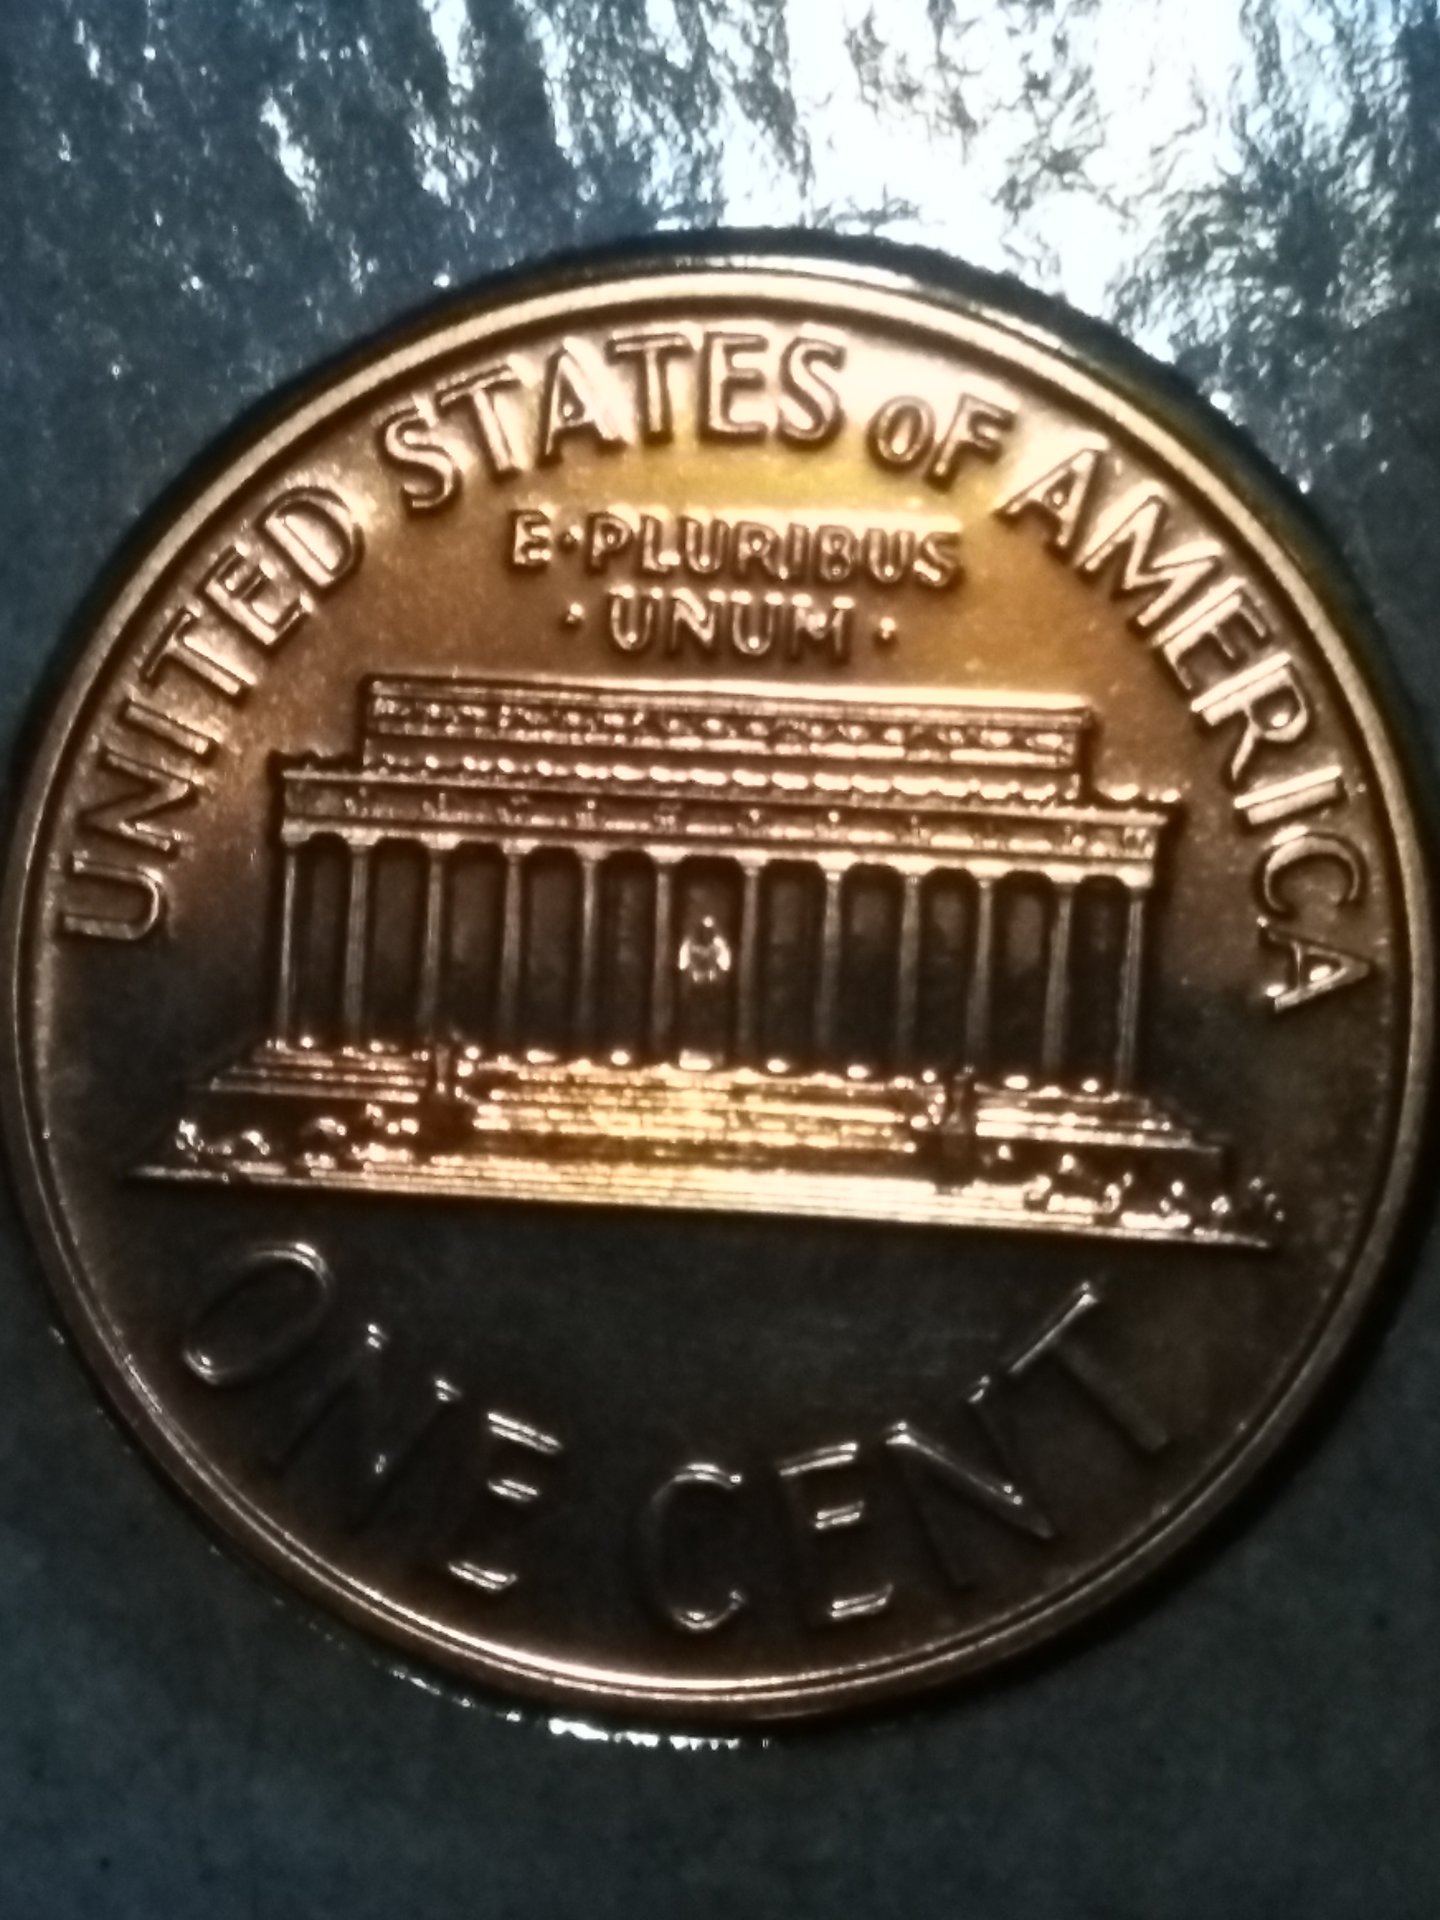 UNITED STATES OF AMERICA
E·PLURIBUS
·UNUM·
ONE CENT